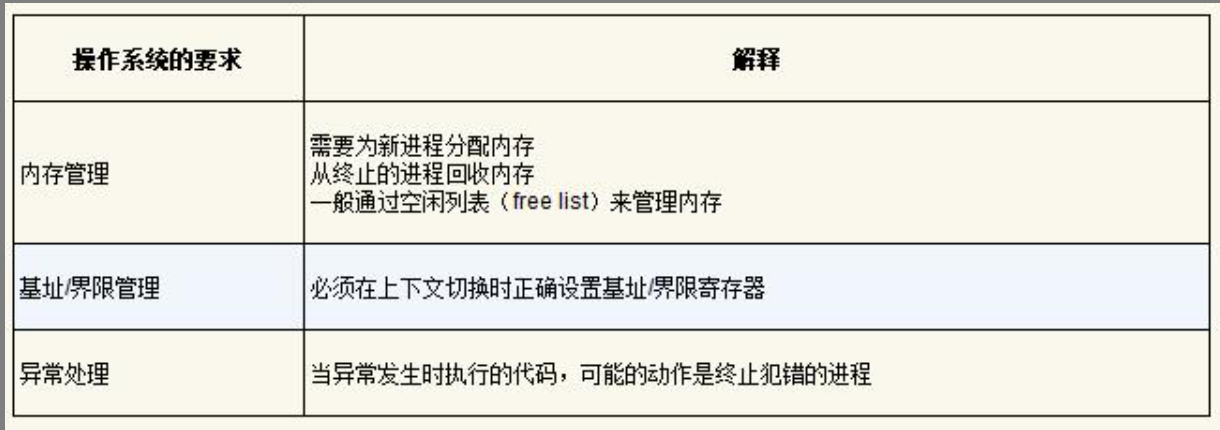 操作系统的要求
解释
内存管理
需要为新进程分配内存
从终止的进程回收内存
一般通过空闲列表（free list）来管理内存
基址/界限管理
必须在上下文切换时正确设置基址/界限寄存器
异常处理
当异常发生时执行的代码，可能的动作是终止犯错的进程